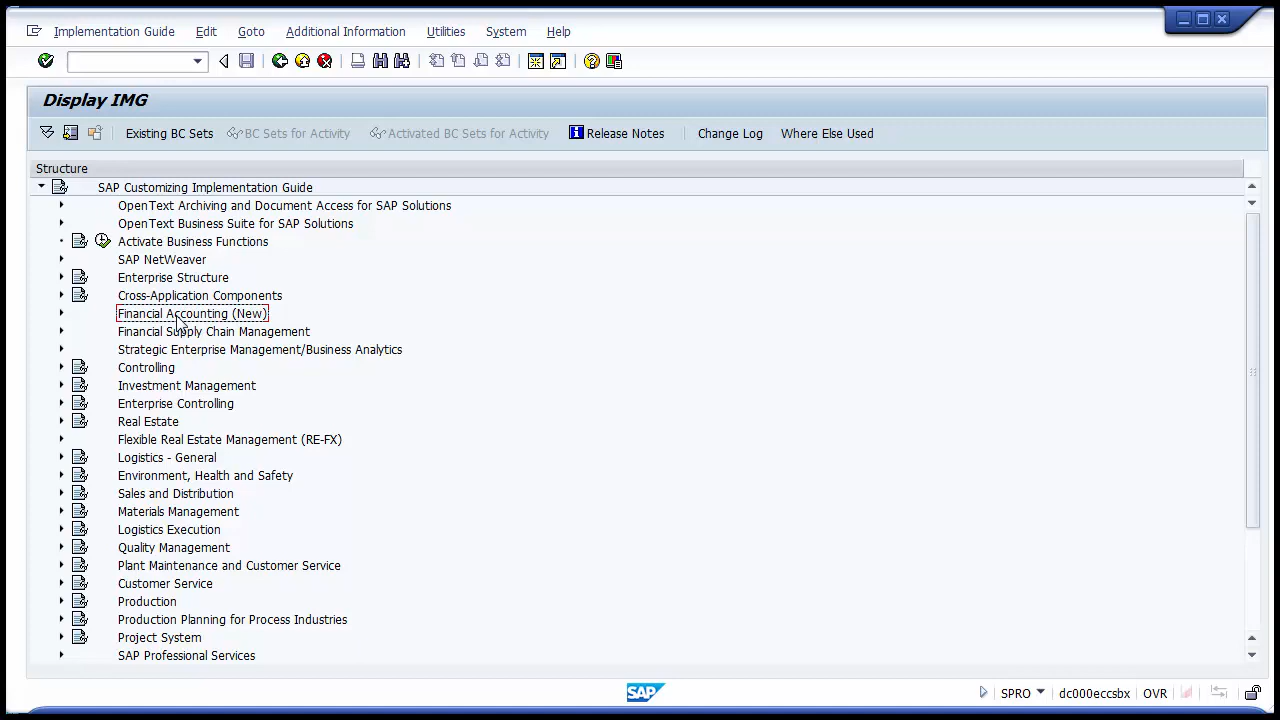 Implementation Guide Edit Goto Additional Information Utilities System Help
Display IMG
Existing BC Sets BC Sets for Activity Activated BC Sets for Activity Release Notes Change Log Where Else Used
Structure
SAP Customizing Implementation Guide
OpenText Archiving and Document Access for SAP Solutions
OpenText Business Suite for SAP Solutions
Activate Business Functions
SAP NetWeaver
Enterprise Structure
Cross-Application Components
Financial Accounting (New)
Financial Supply Chain Management
Strategic Enterprise Management/Business Analytics
Controlling
Investment Management
Enterprise Controlling
Real Estate
Flexible Real Estate Management (RE-FX)
Logistics - General
Environment, Health and Safety
Sales and Distribution
Materials Management
Logistics Execution
Quality Management
Plant Maintenance and Customer Service
Customer Service
Production
Production Planning for Process Industries
Project System
SAP Professional Services
SAP SPRO dc000eccsbx OVR